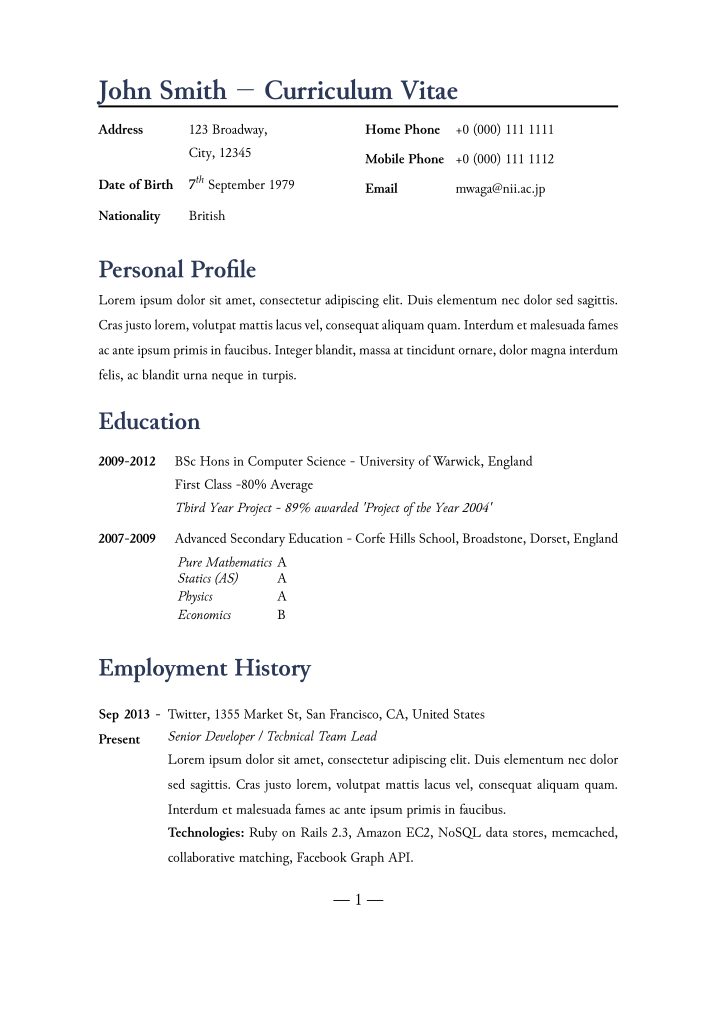 John Smith — Curriculum Vitae
Address 123 Broadway,
City, 12345
Date of Birth 7th September 1979
Nationality British
Home Phone +0 (000) 111 1111
Mobile Phone +0 (000) 111 1112
Email mwaga@nii.ac.jp
Personal Profile
Lorem ipsum dolor sit amet, consectetur adipiscing elit. Duis elementum nec dolor sed sagittis.
Cras justo lorem, volutpat mattis lacus vel, consequat aliquam quam. Interdum et malesuada fames
ac ante ipsum primis in faucibus. Integer blandit, massa at tincidunt ornare, dolor magna interdum
felis, ac blandit urna neque in turpis.
Education
2009-2012 BSc Hons in Computer Science - University of Warwick, England
First Class -80% Average
Third Year Project - 89% awarded 'Project of the Year 2004'
2007-2009 Advanced Secondary Education - Corfe Hills School, Broadstone, Dorset, England
Pure Mathematics A
Statics (AS) A
Physics A
Economics B
Employment History
Sep 2013 - Twitter, 1355 Market St, San Francisco, CA, United States
Present Senior Developer / Technical Team Lead
Lorem ipsum dolor sit amet, consectetur adipiscing elit. Duis elementum nec dolor
sed sagittis. Cras justo lorem, volutpat mattis lacus vel, consequat aliquam quam.
Interdum et malesuada fames ac ante ipsum primis in faucibus.
Technologies: Ruby on Rails 2.3, Amazon EC2, NoSQL data stores, memcached,
collaborative matching, Facebook Graph API.
— 1 —